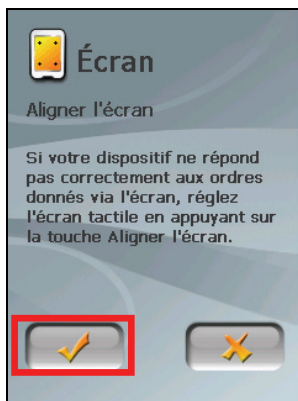 Écran
Aligner l'écran
Si votre dispositif ne répond
pas correctement aux ordres
donnés via l'écran, réglez
l'écran tactile en appuyant sur
la touche Aligner l'écran.